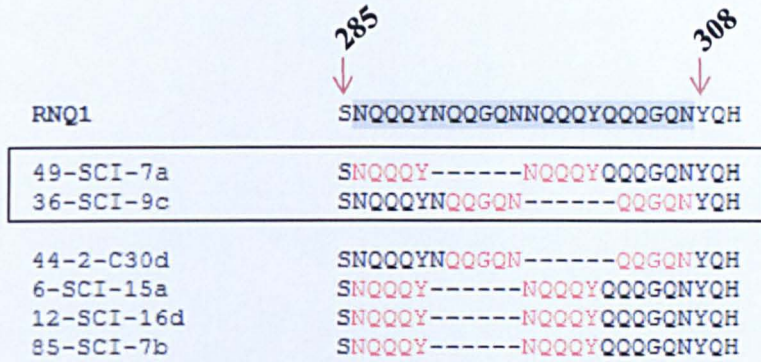 285 308
RNQ1 SNQQQYNQQGQNNQQQYQQQGQNYQH
49-SCI-7a SNQQQY------NQQQYQQQGQNYQH
36-SCI-9c SNQQQYNQQGQN------QQGQNYQH
44-2-C30d SNQQQYNQQGQN------QQGQNYQH
6-SCI-15a SNQQQY------NQQQYQQQGQNYQH
12-SCI-16d SNQQQY------NQQQYQQQGQNYQH
85-SCI-7b SNQQQY------NQQQYQQQGQNYQH